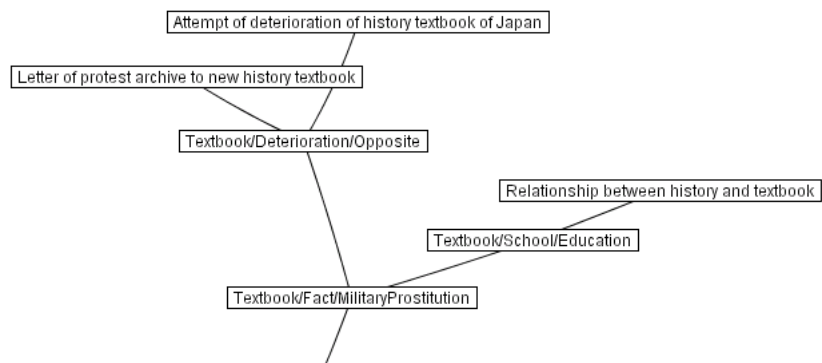 Attempt of deterioration of history textbook of Japan
Letter of protest archive to new history textbook
Textbook/Deterioration/Opposite
Relationship between history and textbook
Textbook/School/Education
Textbook/Fact/MilitaryProstitution